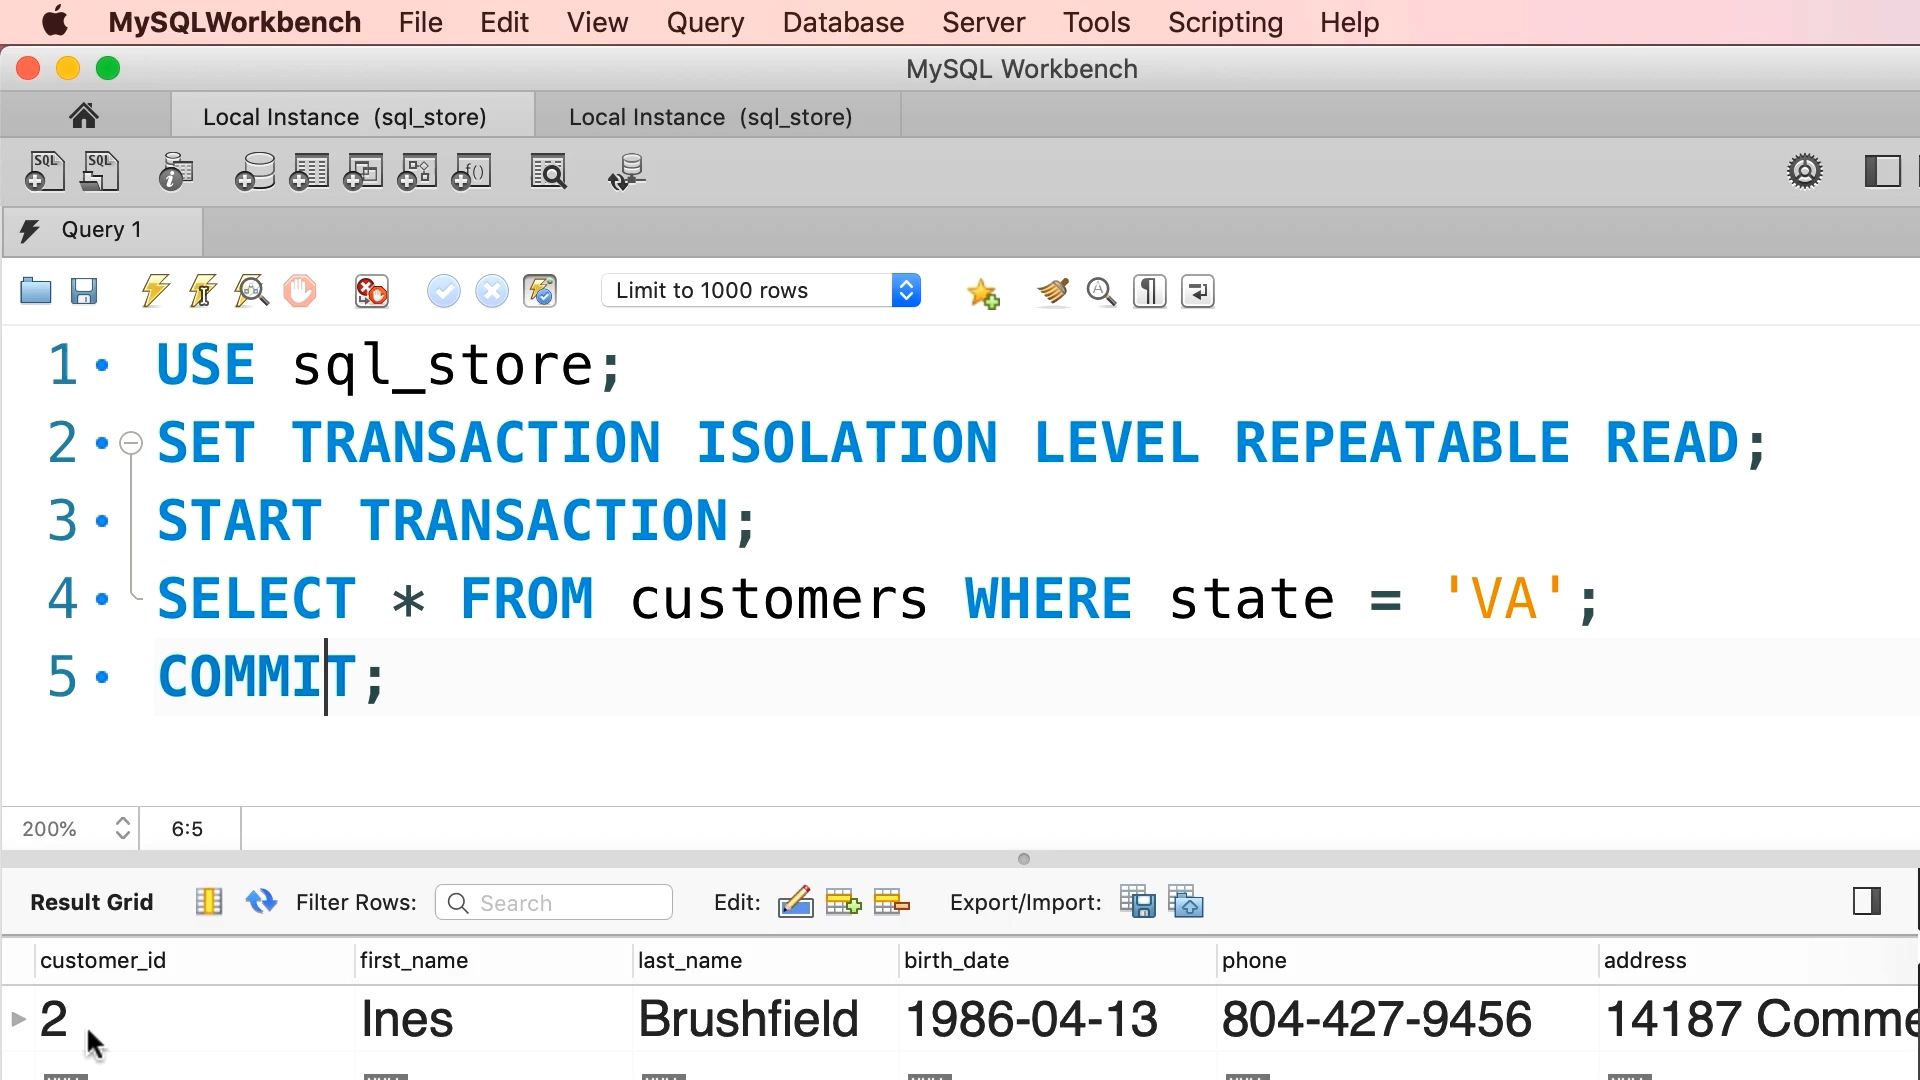 MySQLWorkbench File Edit View Query Database Server Tools Scripting Help
MySQL Workbench
Local Instance (sql_store) Local Instance (sql_store)
SQL SQL
Query 1
Limit to 1000 rows
1 USE sql_store;
2 SET TRANSACTION ISOLATION LEVEL REPEATABLE READ;
3 START TRANSACTION;
4 SELECT * FROM customers WHERE state = 'VA';
5 COMMIT;
200% 6:5
Result Grid Filter Rows: Search Edit: Export/Import:
customer_id first_name last_name birth_date phone address
2 Ines Brushfield 1986-04-13 804-427-9456 14187 Comme